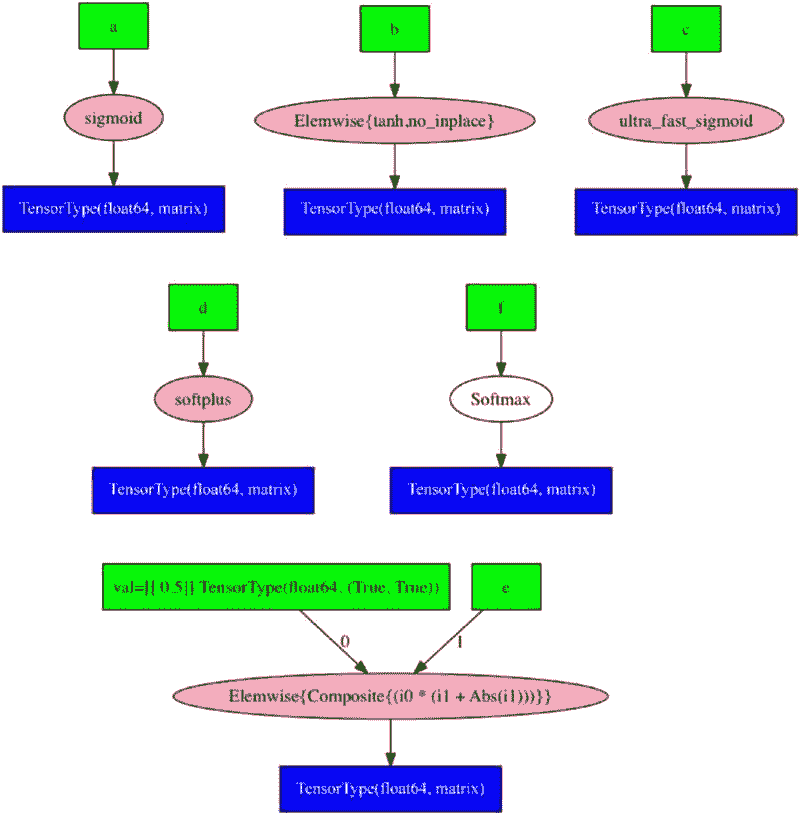 a
b
c
sigmoid
Elemwise{tanh,no_inplace}
ultra_fast_sigmoid
TensorType(float64, matrix)
TensorType(float64, matrix)
TensorType(float64, matrix)
d
f
softplus
Softmax
TensorType(float64, matrix)
TensorType(float64, matrix)
val=[[ 0.5]] TensorType(float64, (True, True))
e
0
1
Elemwise{Composite{(i0 * (i1 + Abs(i1)))}}
TensorType(float64, matrix)